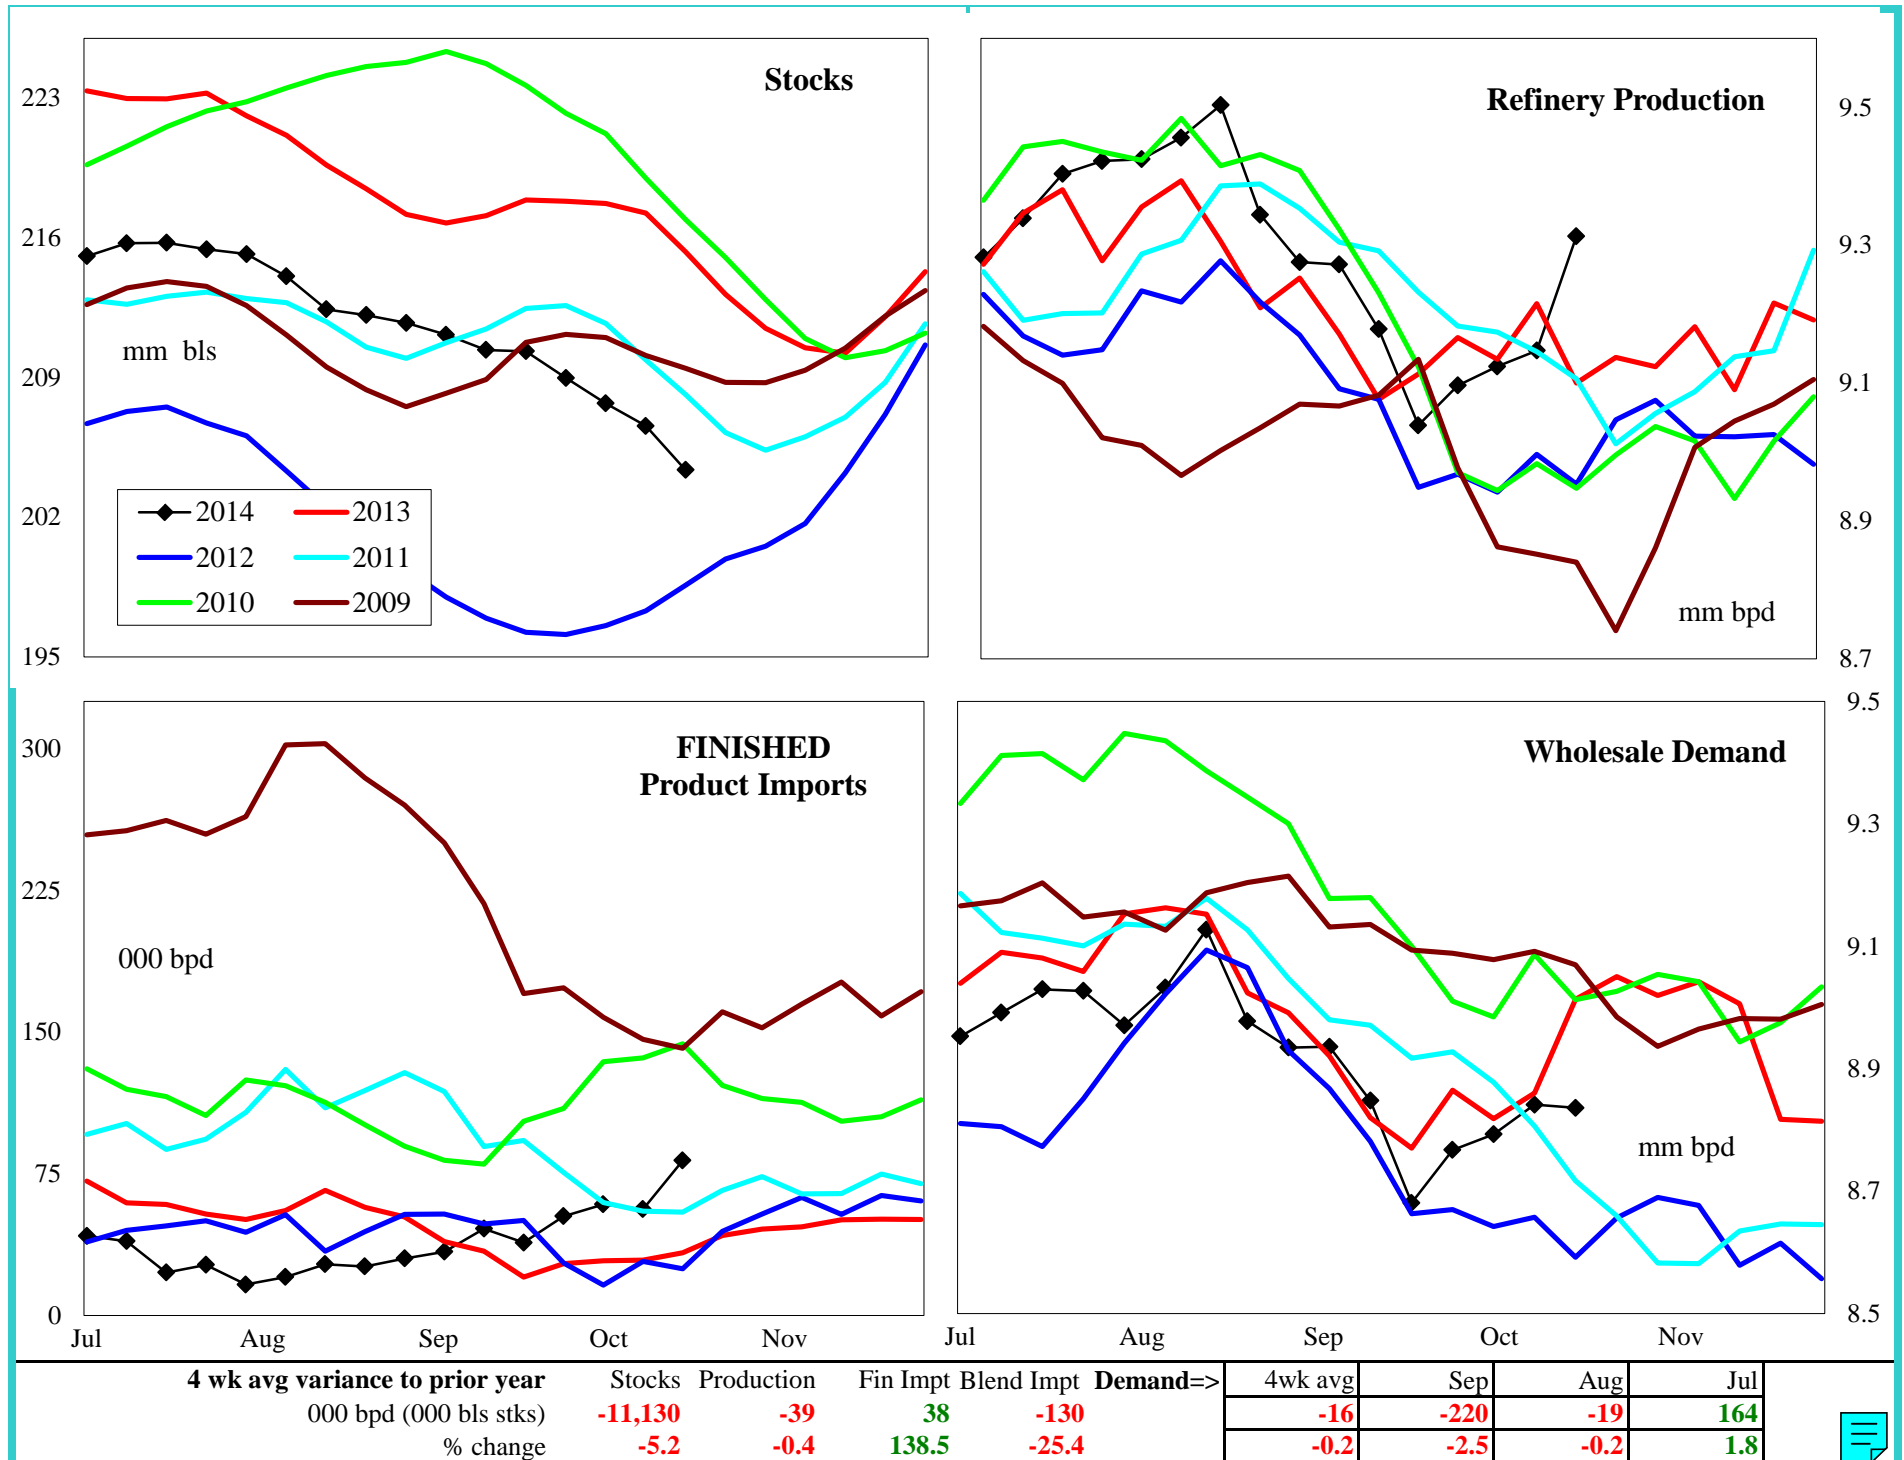 Stocks
223
216
209
202
195
mm bls
2014 2013
2012 2011
2010 2009
Refinery Production
9.5
9.3
9.1
8.9
8.7
mm bpd
FINISHED
Product Imports
300
225
150
75
0
000 bpd
Jul Aug Sep Oct Nov
Wholesale Demand
9.5
9.3
9.1
8.9
8.7
8.5
mm bpd
Jul Aug Sep Oct Nov
4 wk avg variance to prior year Stocks Production Fin Impt Blend Impt Demand=> 4wk avg Sep Aug Jul
000 bpd (000 bls stks) -11,130 -39 38 -130 -16 -220 -19 164
% change -5.2 -0.4 138.5 -25.4 -0.2 -2.5 -0.2 1.8